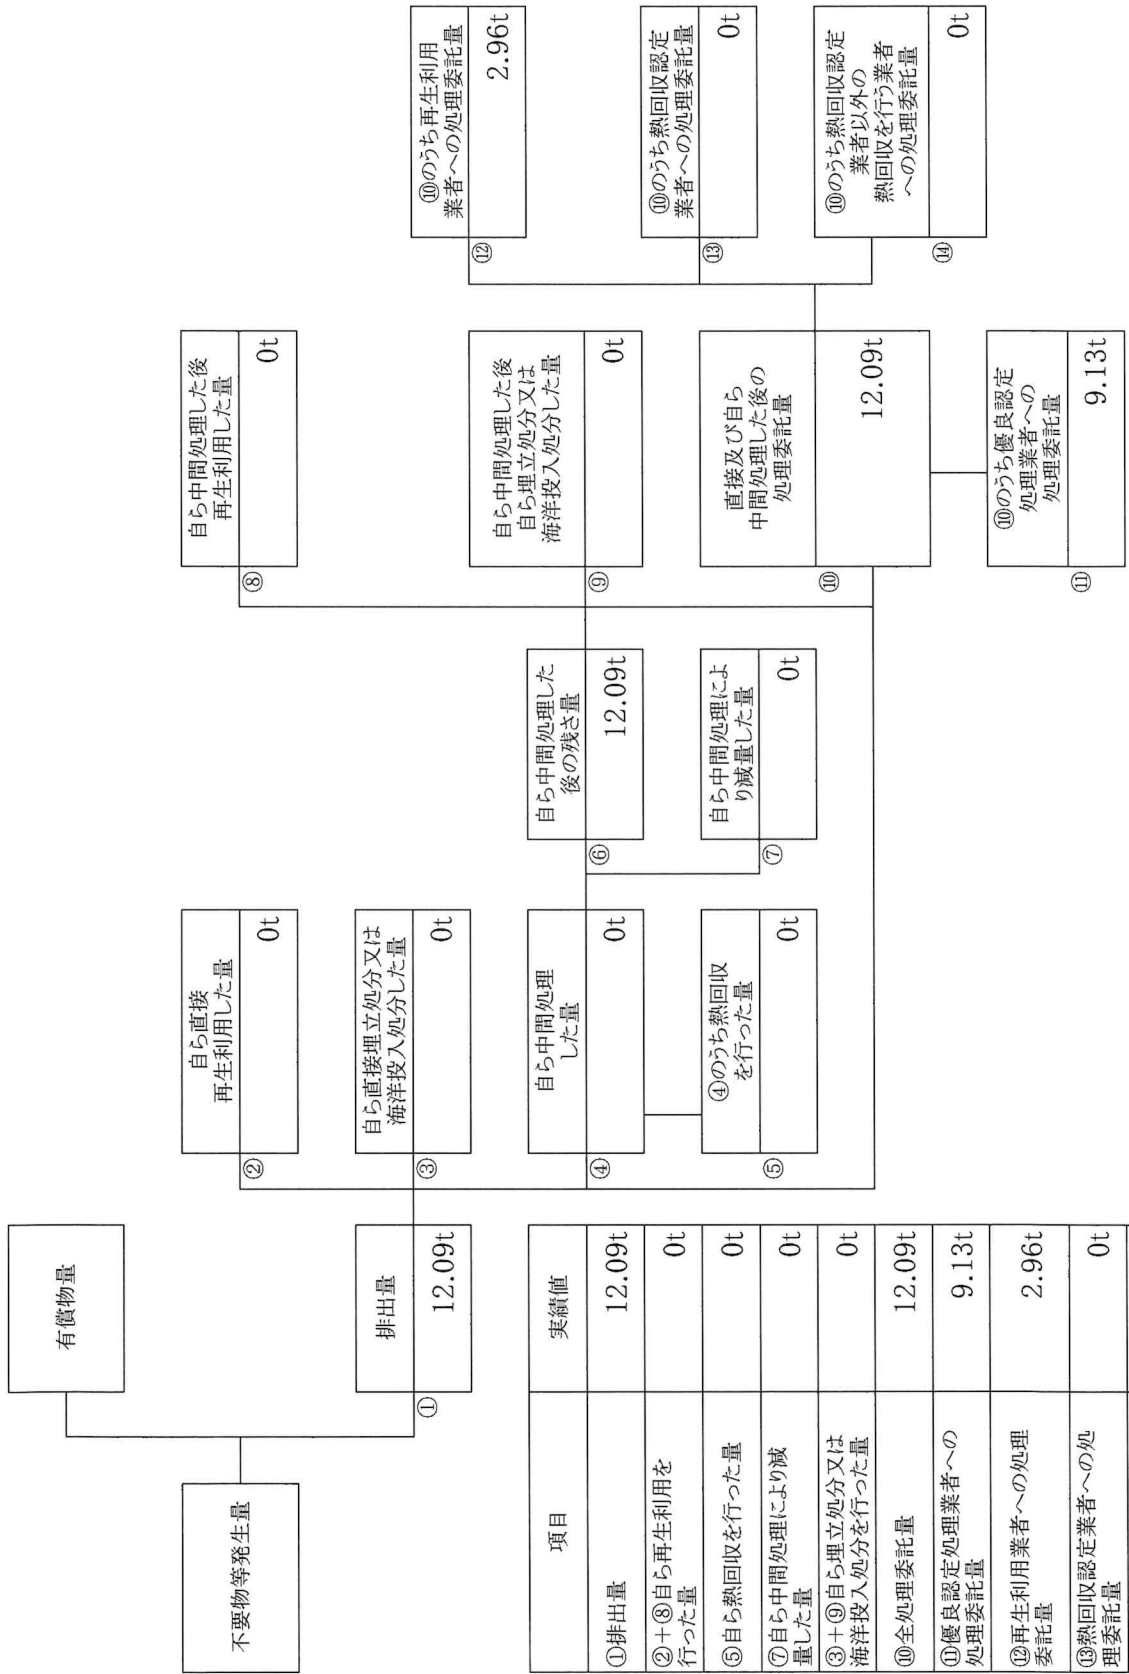 不要物等発生量
有償物量
①
排出量
12.09t
②
自ら直接
再生利用した量
0t
③
自ら直接埋立処分又は
海洋投入処分した量
0t
④
自ら中間処理
した量
0t
⑤
④のうち熱回収
を行った量
0t
⑥
自ら中間処理した
後の残さ量
12.09t
⑦
自ら中間処理によ
り減量した量
0t
⑧
自ら中間処理した後
再生利用した量
0t
⑨
自ら中間処理した後
自ら埋立処分又は
海洋投入処分した量
0t
⑩
直接及び自ら
中間処理した後の
処理委託量
12.09t
⑪
⑩のうち優良認定
処理業者への
処理委託量
9.13t
⑫
⑩のうち再生利用
業者への処理委託量
2.96t
⑬
⑩のうち熱回収認定
業者への処理委託量
0t
⑭
⑩のうち熱回収認定
業者以外の
熱回収を行う業者
への処理委託量
0t
項目 実績値
①排出量 12.09t
②+⑧自ら再生利用を
行った量 0t
⑤自ら熱回収を行った量 0t
⑦自ら中間処理により減
量した量 0t
③+⑨自ら埋立処分又は
海洋投入処分を行った量 0t
⑩全処理委託量 12.09t
⑪優良認定処理業者への
処理委託量 9.13t
⑫再生利用業者への処理
委託量 2.96t
⑬熱回収認定業者への処
理委託量 0t